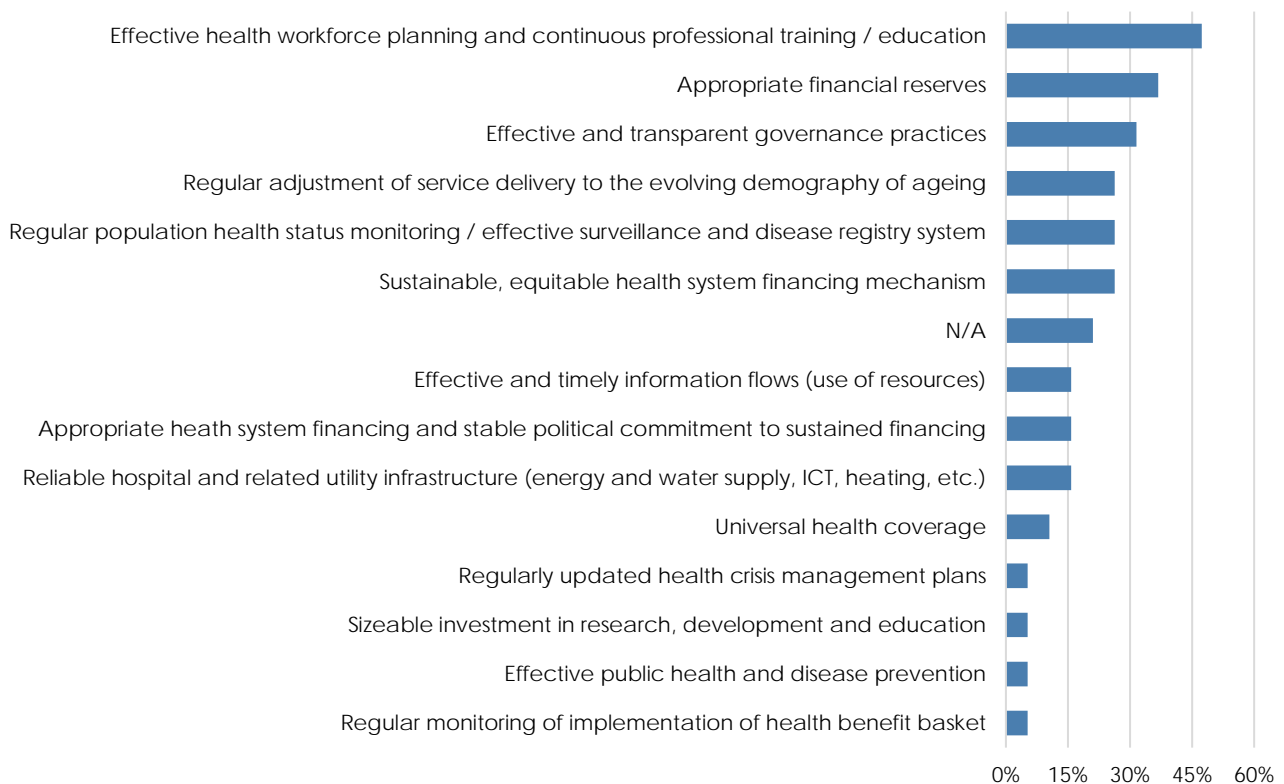 Effective health workforce planning and continuous professional training / education
Appropriate financial reserves
Effective and transparent governance practices
Regular adjustment of service delivery to the evolving demography of ageing
Regular population health status monitoring / effective surveillance and disease registry system
Sustainable, equitable health system financing mechanism
N/A
Effective and timely information flows (use of resources)
Appropriate heath system financing and stable political commitment to sustained financing
Reliable hospital and related utility infrastructure (energy and water supply, ICT, heating, etc.)
Universal health coverage
Regularly updated health crisis management plans
Sizeable investment in research, development and education
Effective public health and disease prevention
Regular monitoring of implementation of health benefit basket
0% 15% 30% 45% 60%